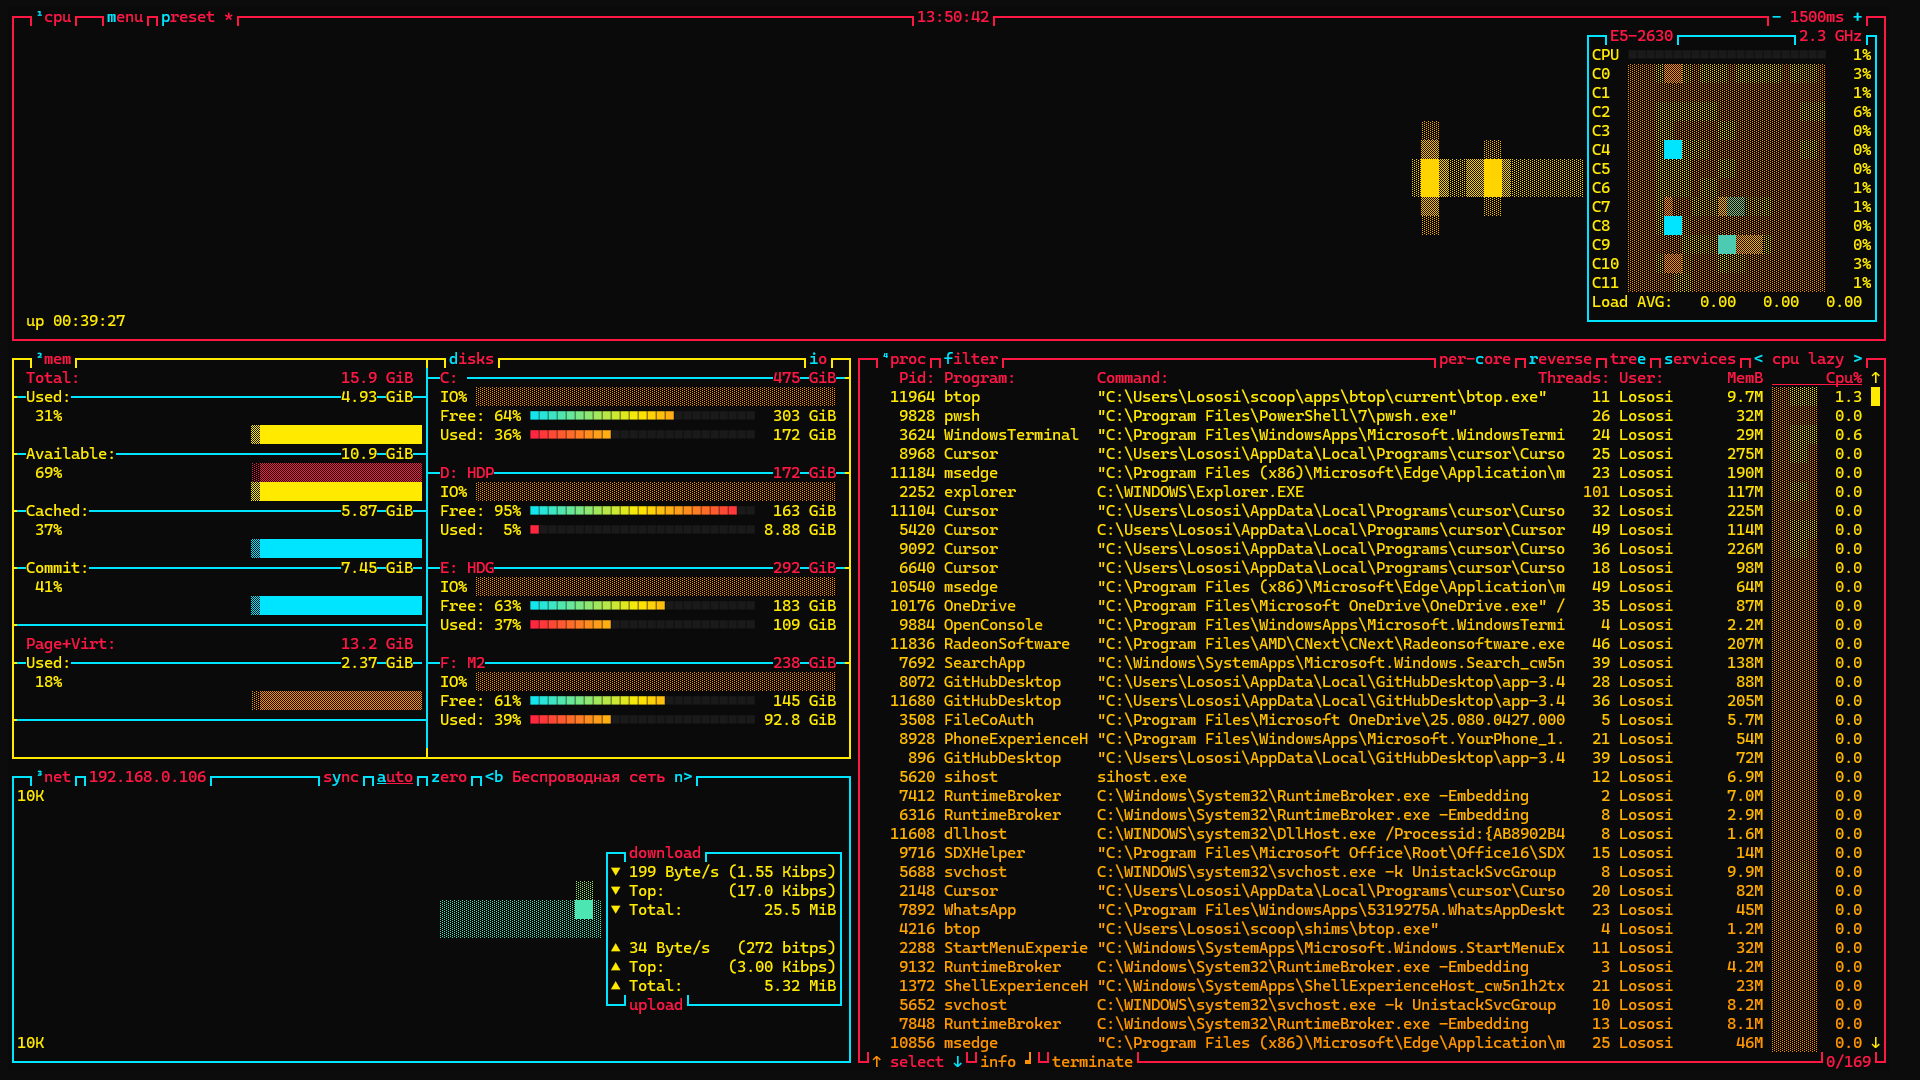 ¹cpu menu preset * 13:50:42 - 1500ms +
E5-2630 2.3 GHz
CPU 1%
C0 3%
C1 1%
C2 6%
C3 0%
C4 0%
C5 0%
C6 1%
C7 1%
C8 0%
C9 0%
C10 3%
C11 1%
Load AVG: 0.00 0.00 0.00
up 00:39:27
²mem
Total: 15.9 GiB
Used: 4.93 GiB
31%
Available: 10.9 GiB
69%
Cached: 5.87 GiB
37%
Commit: 7.45 GiB
41%
Page+Virt: 13.2 GiB
Used: 2.37 GiB
18%
disks io
C: 475 GiB
IO%
Free: 64% 303 GiB
Used: 36% 172 GiB
D: HDP 172 GiB
IO%
Free: 95% 163 GiB
Used: 5% 8.88 GiB
E: HDG 292 GiB
IO%
Free: 63% 183 GiB
Used: 37% 109 GiB
F: M2 238 GiB
IO%
Free: 61% 145 GiB
Used: 39% 92.8 GiB
³net 192.168.0.106 sync auto zero <b Беспроводная сеть n>
10K
download
▼ 199 Byte/s (1.55 Kibps)
▼ Top: (17.0 Kibps)
▼ Total: 25.5 MiB
▲ 34 Byte/s (272 bitps)
▲ Top: (3.00 Kibps)
▲ Total: 5.32 MiB
upload
10K
⁴proc filter per-core reverse tree services < cpu lazy >
Pid: Program: Command: Threads: User: MemB Cpu% ↑
11964 btop "C:\Users\Lososi\scoop\apps\btop\current\btop.exe" 11 Lososi 9.7M 1.3
9828 pwsh "C:\Program Files\PowerShell\7\pwsh.exe" 26 Lososi 32M 0.0
3624 WindowsTerminal "C:\Program Files\WindowsApps\Microsoft.WindowsTermi 24 Lososi 29M 0.6
8968 Cursor "C:\Users\Lososi\AppData\Local\Programs\cursor\Curso 25 Lososi 275M 0.0
11184 msedge "C:\Program Files (x86)\Microsoft\Edge\Application\m 23 Lososi 190M 0.0
2252 explorer C:\WINDOWS\Explorer.EXE 101 Lososi 117M 0.0
11104 Cursor "C:\Users\Lososi\AppData\Local\Programs\cursor\Curso 32 Lososi 225M 0.0
5420 Cursor C:\Users\Lososi\AppData\Local\Programs\cursor\Cursor 49 Lososi 114M 0.0
9092 Cursor "C:\Users\Lososi\AppData\Local\Programs\cursor\Curso 36 Lososi 226M 0.0
6640 Cursor "C:\Users\Lososi\AppData\Local\Programs\cursor\Curso 18 Lososi 98M 0.0
10540 msedge "C:\Program Files (x86)\Microsoft\Edge\Application\m 49 Lososi 64M 0.0
10176 OneDrive "C:\Program Files\Microsoft OneDrive\OneDrive.exe" / 35 Lososi 87M 0.0
9884 OpenConsole "C:\Program Files\WindowsApps\Microsoft.WindowsTermi 4 Lososi 2.2M 0.0
11836 RadeonSoftware "C:\Program Files\AMD\CNext\CNext\Radeonsoftware.exe 46 Lososi 207M 0.0
7692 SearchApp "C:\Windows\SystemApps\Microsoft.Windows.Search_cw5n 39 Lososi 138M 0.0
8072 GitHubDesktop "C:\Users\Lososi\AppData\Local\GitHubDesktop\app-3.4 28 Lososi 88M 0.0
11680 GitHubDesktop "C:\Users\Lososi\AppData\Local\GitHubDesktop\app-3.4 36 Lososi 205M 0.0
3508 FileCoAuth "C:\Program Files\Microsoft OneDrive\25.080.0427.000 5 Lososi 5.7M 0.0
8928 PhoneExperienceH "C:\Program Files\WindowsApps\Microsoft.YourPhone_1. 21 Lososi 54M 0.0
896 GitHubDesktop "C:\Users\Lososi\AppData\Local\GitHubDesktop\app-3.4 39 Lososi 72M 0.0
5620 sihost sihost.exe 12 Lososi 6.9M 0.0
7412 RuntimeBroker C:\Windows\System32\RuntimeBroker.exe -Embedding 2 Lososi 7.0M 0.0
6316 RuntimeBroker C:\Windows\System32\RuntimeBroker.exe -Embedding 8 Lososi 2.9M 0.0
11608 dllhost C:\WINDOWS\system32\DllHost.exe /Processid:{AB8902B4 8 Lososi 1.6M 0.0
9716 SDXHelper "C:\Program Files\Microsoft Office\Root\Office16\SDX 15 Lososi 14M 0.0
5688 svchost C:\WINDOWS\system32\svchost.exe -k UnistackSvcGroup 8 Lososi 9.9M 0.0
2148 Cursor "C:\Users\Lososi\AppData\Local\Programs\cursor\Curso 20 Lososi 82M 0.0
7892 WhatsApp "C:\Program Files\WindowsApps\5319275A.WhatsAppDeskt 23 Lososi 45M 0.0
4216 btop "C:\Users\Lososi\scoop\shims\btop.exe" 4 Lososi 1.2M 0.0
2288 StartMenuExperie "C:\Windows\SystemApps\Microsoft.Windows.StartMenuEx 11 Lososi 32M 0.0
9132 RuntimeBroker C:\Windows\System32\RuntimeBroker.exe -Embedding 3 Lososi 4.2M 0.0
1372 ShellExperienceH "C:\Windows\SystemApps\ShellExperienceHost_cw5n1h2tx 21 Lososi 23M 0.0
5652 svchost C:\WINDOWS\system32\svchost.exe -k UnistackSvcGroup 10 Lososi 8.2M 0.0
7848 RuntimeBroker C:\Windows\System32\RuntimeBroker.exe -Embedding 13 Lososi 8.1M 0.0
10856 msedge "C:\Program Files (x86)\Microsoft\Edge\Application\m 25 Lososi 46M 0.0 ↓
↑ select ↓ info ┛ terminate 0/169